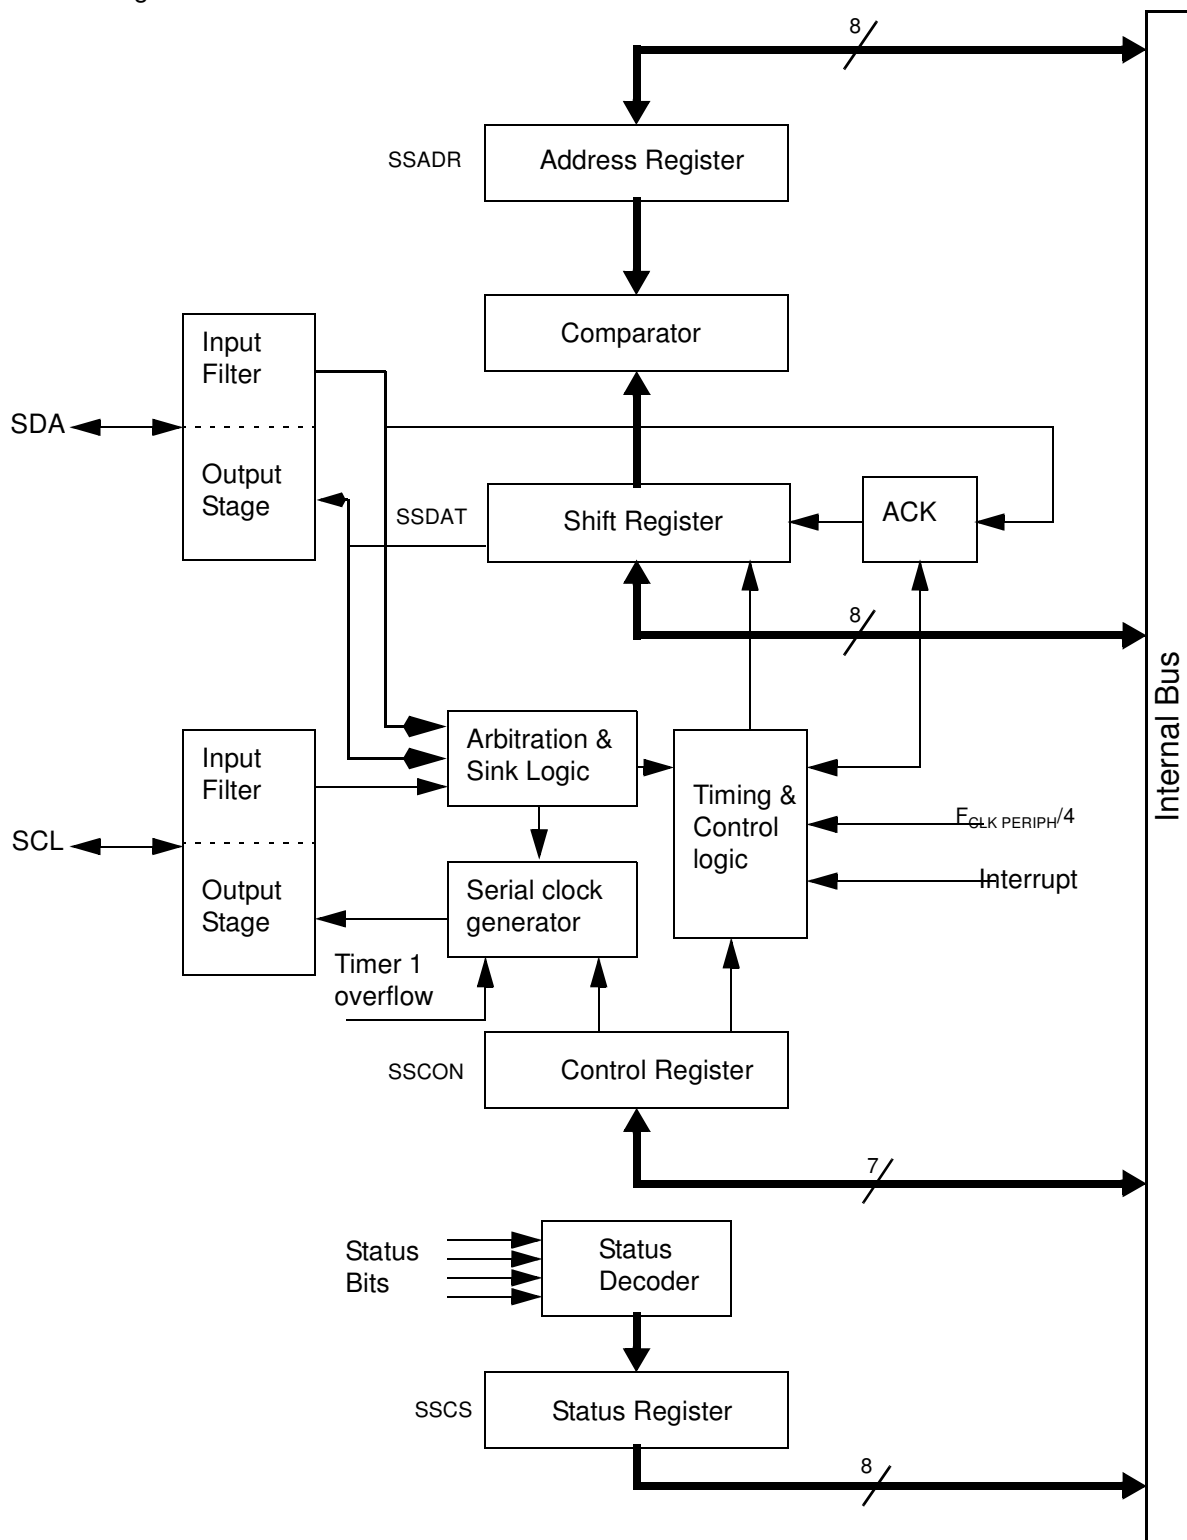 8
SSADR
Address Register
Comparator
Input
Filter
SDA
Output
Stage
SSDAT
Shift Register
ACK
8
Internal Bus
Arbitration &
Sink Logic
Input
Filter
Timing &
Control
logic
FCLK PERIPH/4
SCL
Interrupt
Output
Stage
Serial clock
generator
Timer 1
overflow
SSCON
Control Register
7
Status
Bits
Status
Decoder
SSCS
Status Register
8